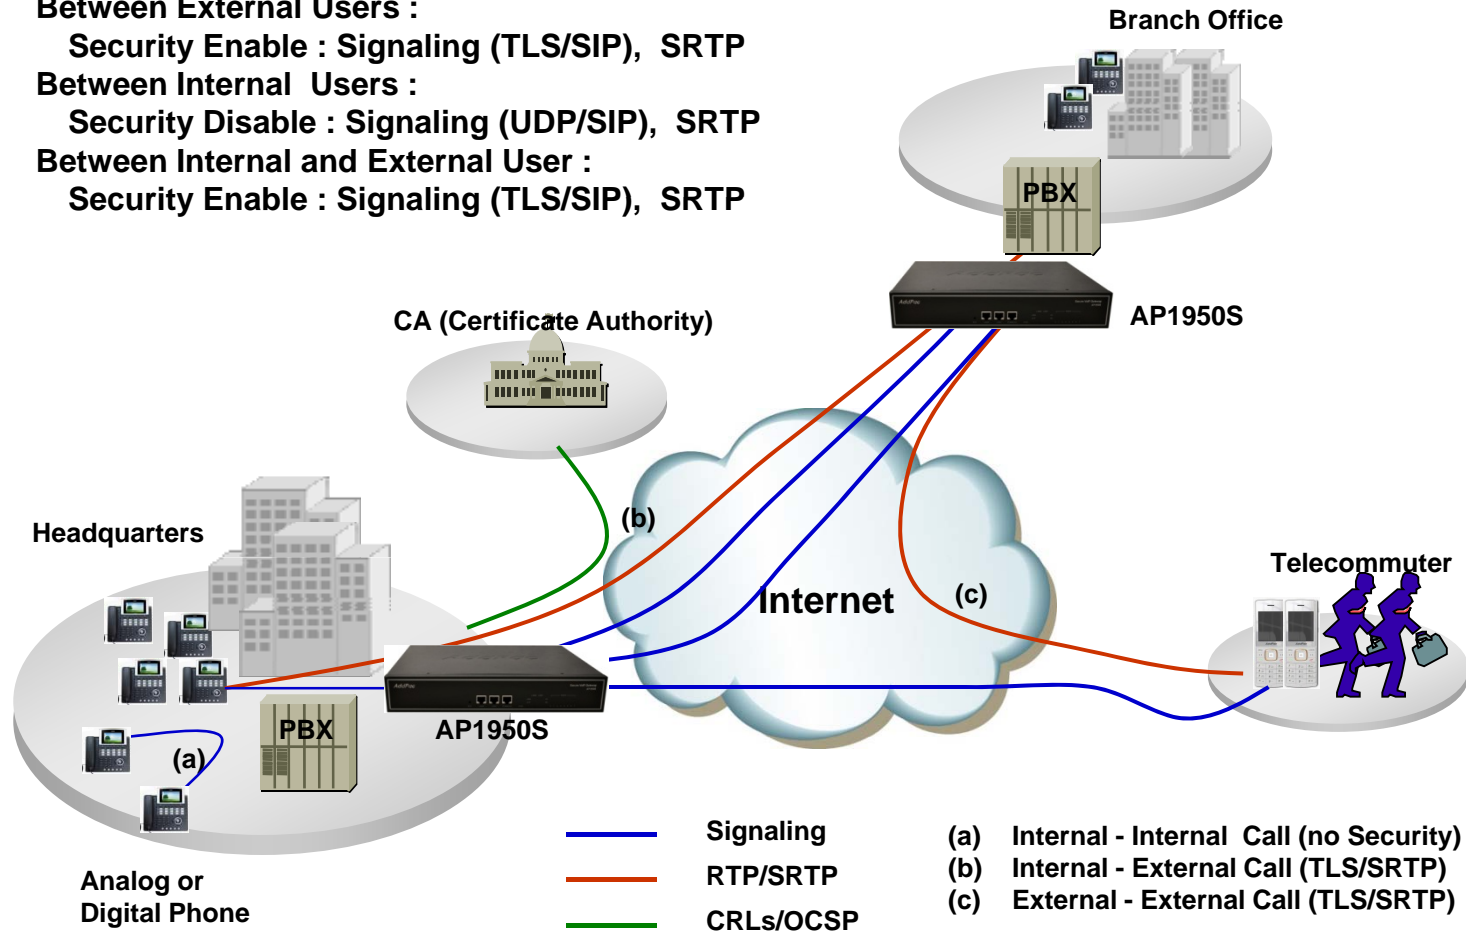 Between External Users :
Security Enable : Signaling (TLS/SIP), SRTP
Between Internal Users :
Security Disable : Signaling (UDP/SIP), SRTP
Between Internal and External User :
Security Enable : Signaling (TLS/SIP), SRTP
Branch Office
PBX
AP1950S
CA (Certificate Authority)
Headquarters
(b)
Internet
(c)
Telecommuter
PBX
AP1950S
(a)
Analog or
Digital Phone
Signaling
RTP/SRTP
CRLs/OCSP
(a) Internal - Internal Call (no Security)
(b) Internal - External Call (TLS/SRTP)
(c) External - External Call (TLS/SRTP)